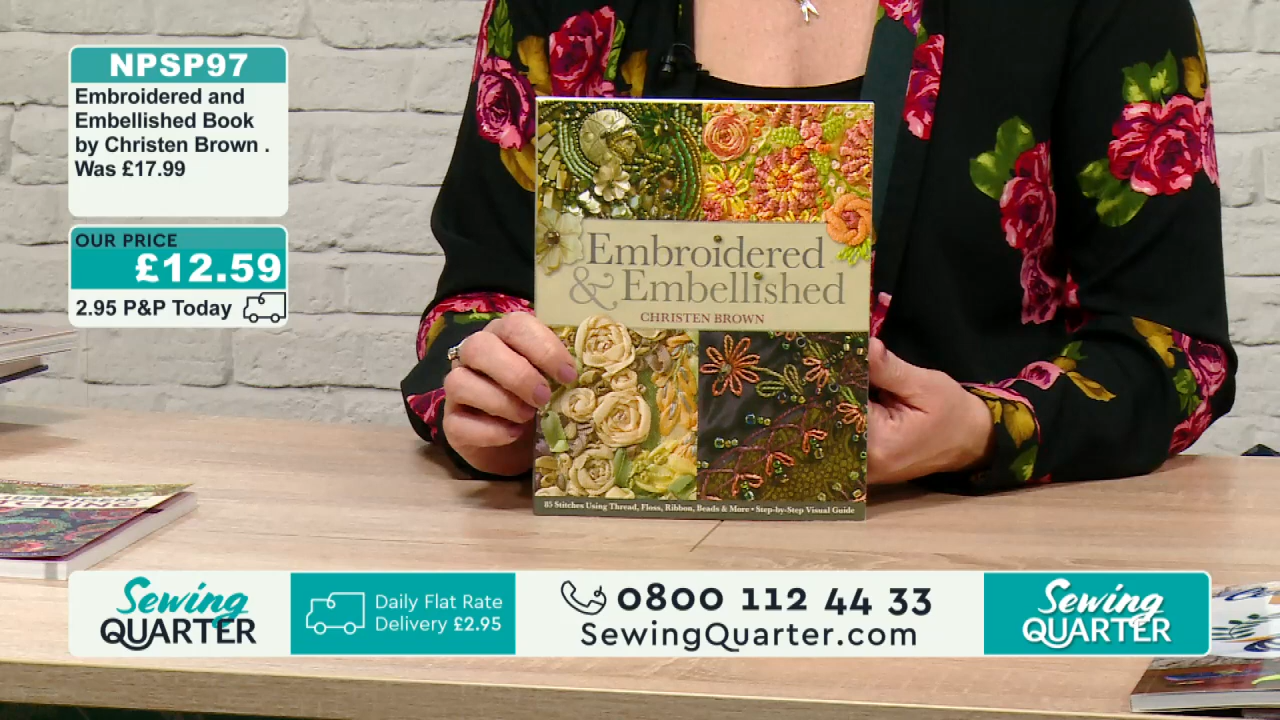 NPSP97
Embroidered and
Embellished Book
by Christen Brown .
Was £17.99
OUR PRICE
£12.59
2.95 P&P Today
Embroidered
& Embellished
CHRISTEN BROWN
85 Stitches Using Thread, Floss, Ribbon, Beads & More • Step-by-Step Visual Guide
Sewing
QUARTER
Daily Flat Rate
Delivery £2.95
0800 112 44 33
SewingQuarter.com
Sewing
QUARTER